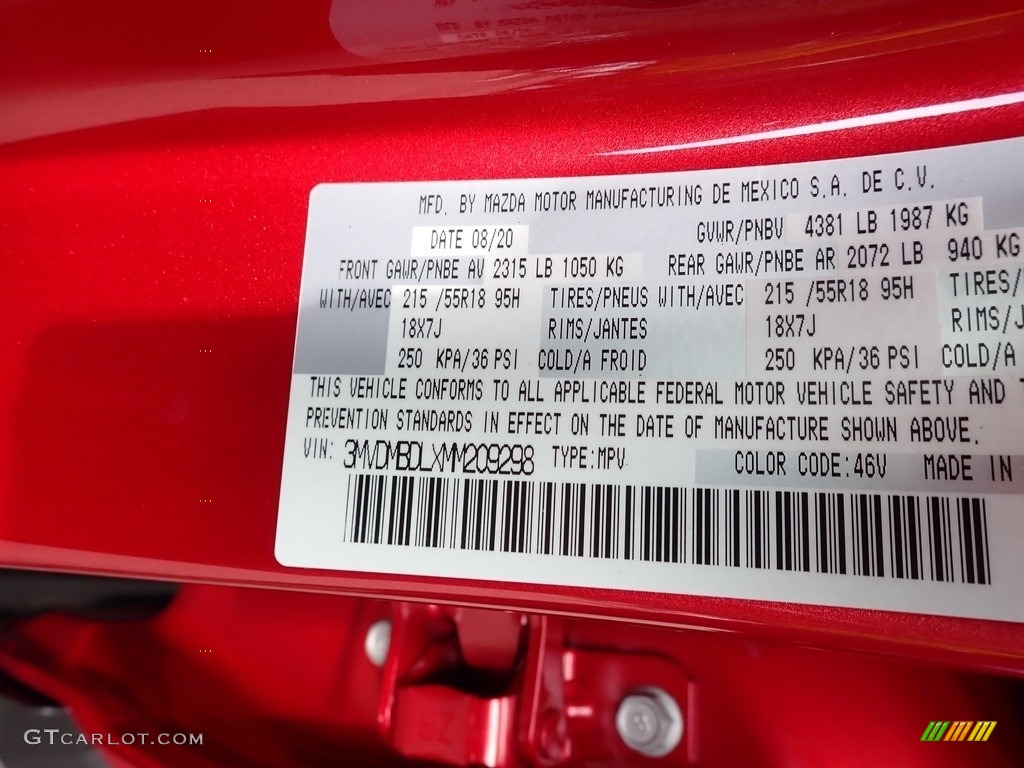 MFD. BY MAZDA MOTOR MANUFACTURING DE MEXICO S.A. DE C.V.
DATE 08/20 GVWR/PNBV 4381 LB 1987 KG
FRONT GAWR/PNBE AV 2315 LB 1050 KG REAR GAWR/PNBE AR 2072 LB 940 KG
WITH/AVEC 215 /55R18 95H TIRES/PNEUS WITH/AVEC 215 /55R18 95H TIRES/
18X7J RIMS/JANTES 18X7J RIMS/J
250 KPA/36 PSI COLD/A FROID 250 KPA/36 PSI COLD/A
THIS VEHICLE CONFORMS TO ALL APPLICABLE FEDERAL MOTOR VEHICLE SAFETY AND T
PREVENTION STANDARDS IN EFFECT ON THE DATE OF MANUFACTURE SHOWN ABOVE.
VIN: 3MVDMBDLXMM209298 TYPE:MPV COLOR CODE:46V MADE IN
GTCARLOT.COM